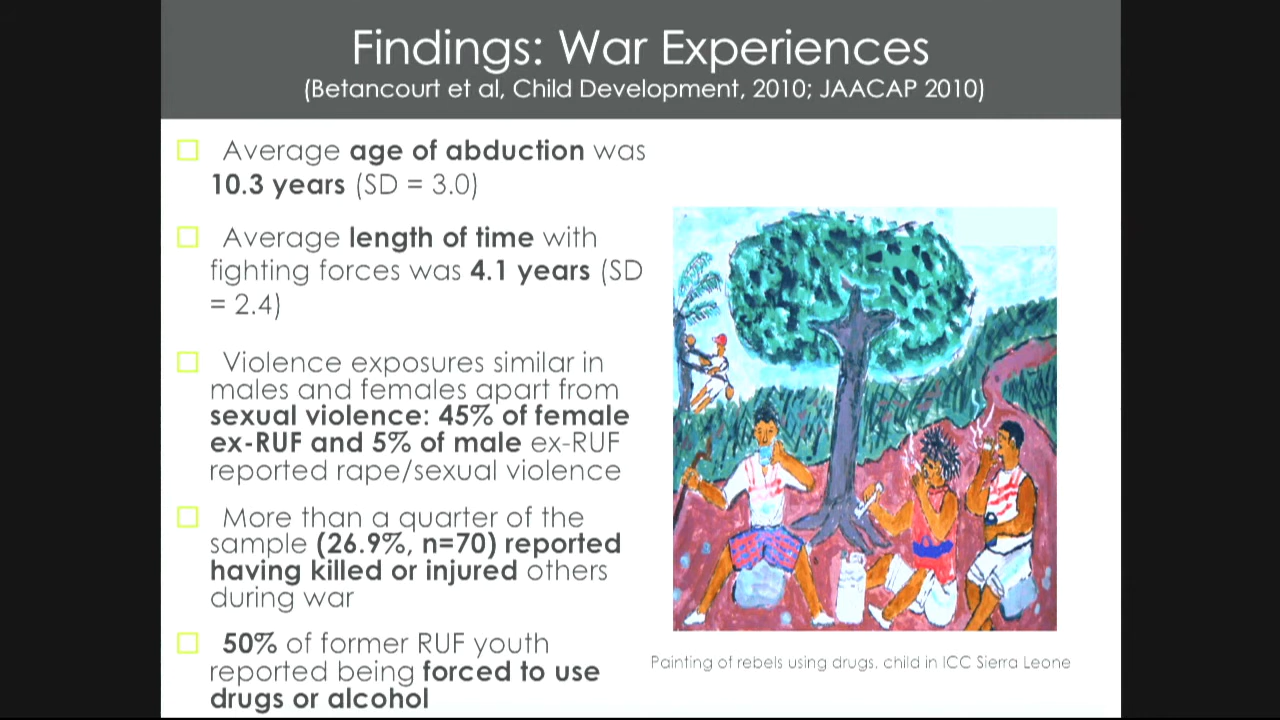 Findings: War Experiences
(Betancourt et al, Child Development, 2010; JAACAP 2010)
Average age of abduction was
10.3 years (SD = 3.0)
Average length of time with
fighting forces was 4.1 years (SD
= 2.4)
Violence exposures similar in
males and females apart from
sexual violence: 45% of female
ex-RUF and 5% of male ex-RUF
reported rape/sexual violence
More than a quarter of the
sample (26.9%, n=70) reported
having killed or injured others
during war
50% of former RUF youth
reported being forced to use
drugs or alcohol
Painting of rebels using drugs, child in ICC Sierra Leone